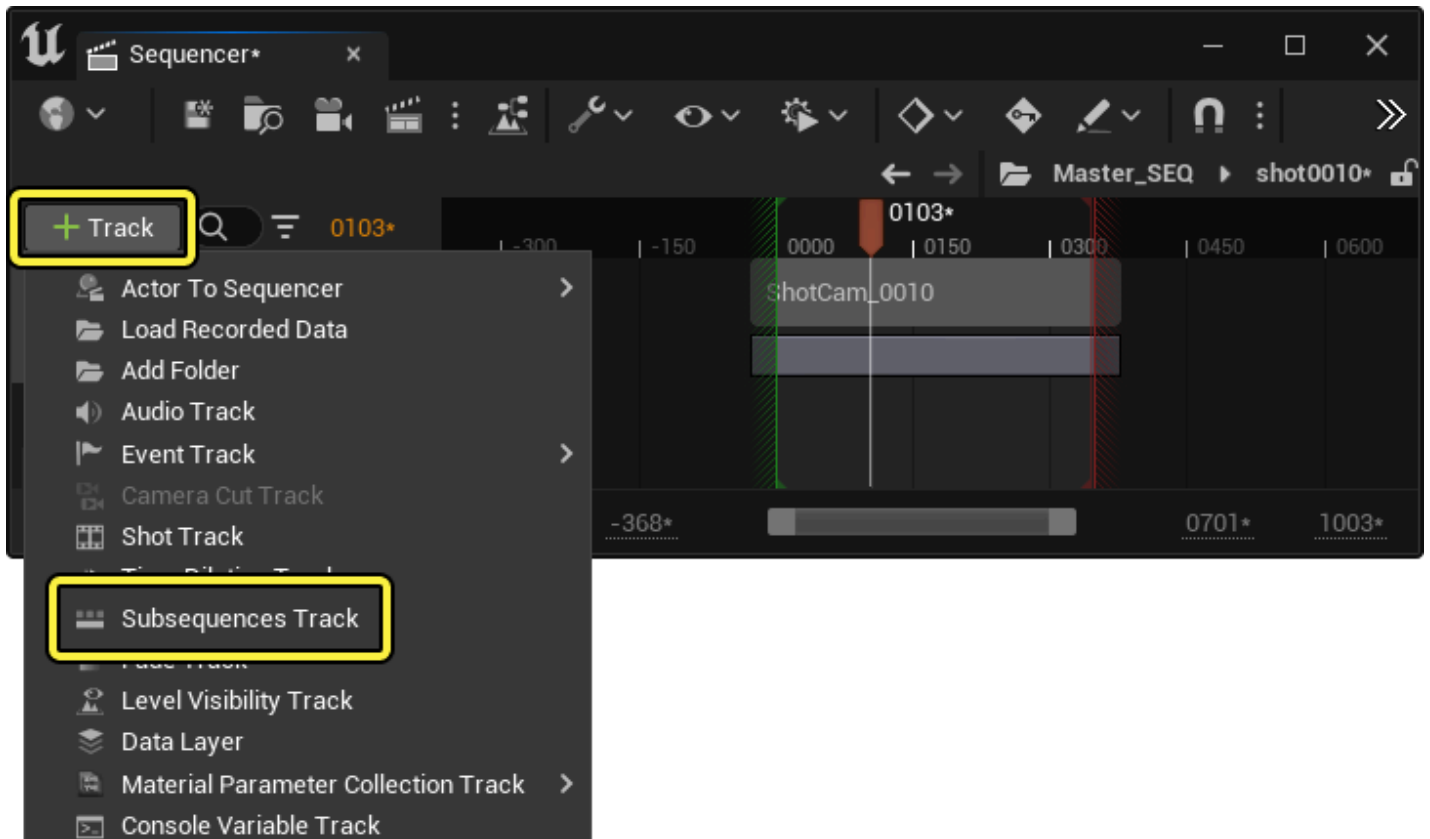 Sequencer*
Master_SEQ shot0010*
Track 0103* 0103*
-300 -150 0000 0150 0300 0450 0600
Actor To Sequencer
ShotCam_0010
Load Recorded Data
Add Folder
Audio Track
Event Track
Camera Cut Track
Shot Track
-368* 0701* 1003*
Subsequences Track
Level Visibility Track
Data Layer
Material Parameter Collection Track
Console Variable Track